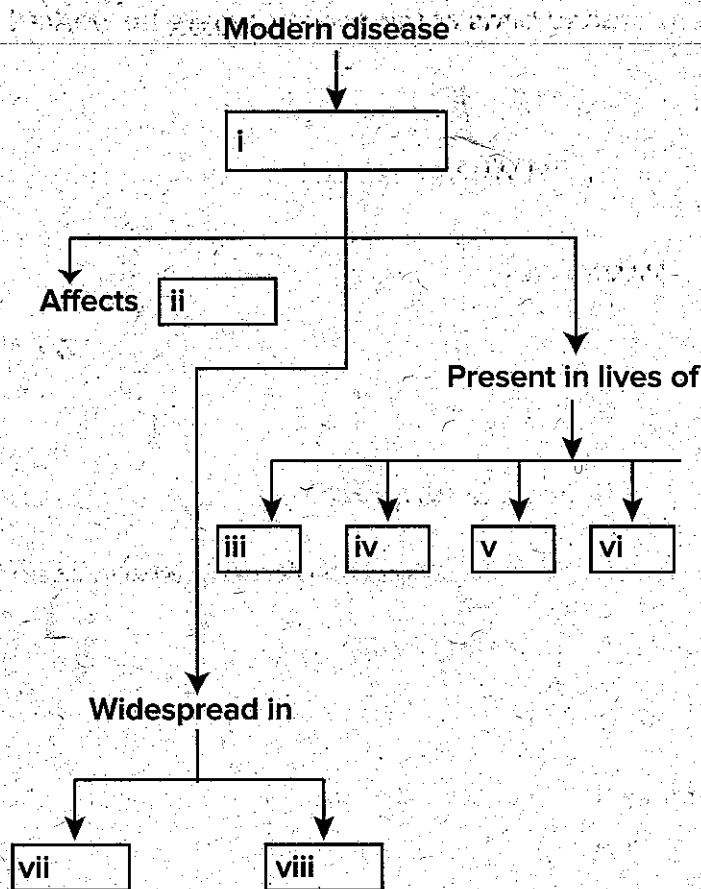 Modern disease
i
Affects ii
Present in lives of
iii iv v vi
Widespread in
vii viii